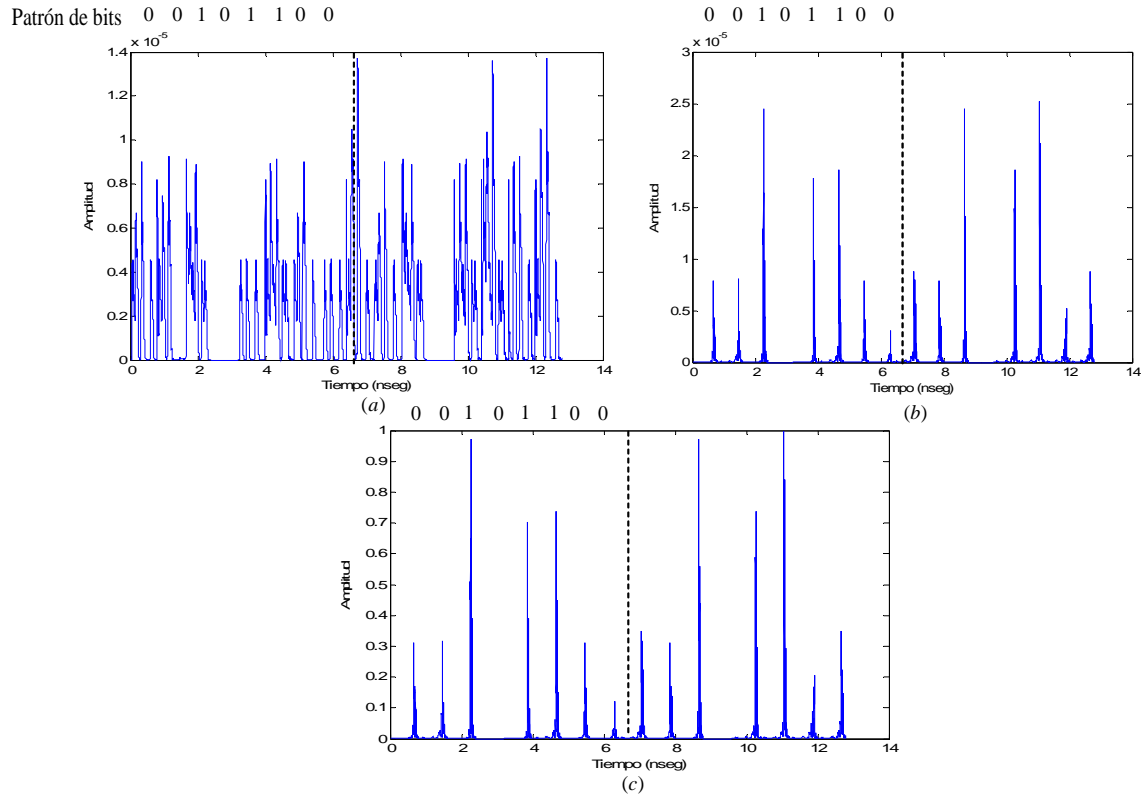 Patrón de bits 0 0 1 0 1 1 0 0
0 0 1 0 1 1 0 0
x 10^-5
1.4
1.2
1
0.8
0.6
0.4
0.2
0
Amplitud
0 2 4 6 8 10 12 14
Tiempo (nseg)
(a)
x 10^-5
3
2.5
2
1.5
1
0.5
0
Amplitud
0 2 4 6 8 10 12 14
Tiempo (nseg)
(b)
0 0 1 0 1 1 0 0
1
0.9
0.8
0.7
0.6
0.5
0.4
0.3
0.2
0.1
0
Amplitud
0 2 4 6 8 10 12 14
Tiempo (nseg)
(c)